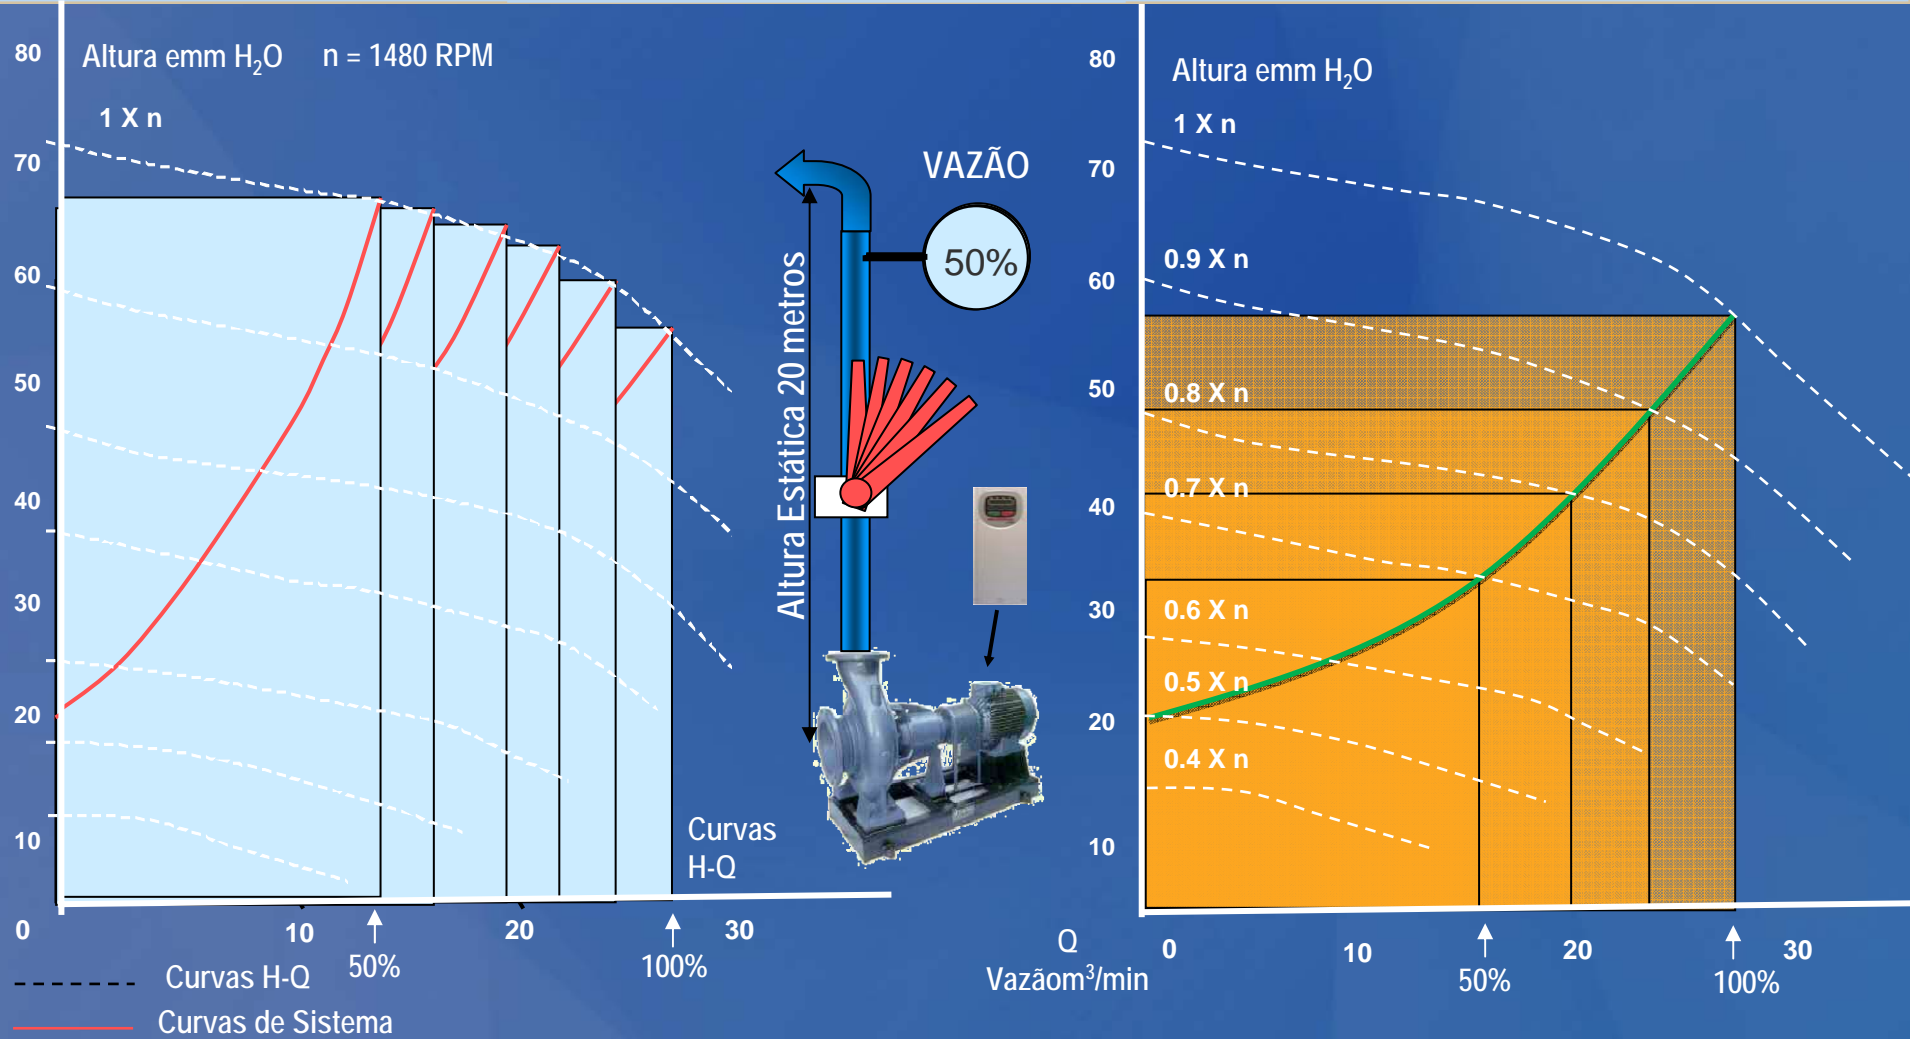 80
Altura emm H₂O n = 1480 RPM
1 X n
70
60
50
40
30
20
10
0
10
20
30
50%
100%
Curvas
H-Q
Curvas H-Q
Curvas de Sistema
VAZÃO
50%
Altura Estática 20 metros
80
Altura emm H₂O
1 X n
70
0.9 X n
60
50
0.8 X n
0.7 X n
40
30
0.6 X n
0.5 X n
20
0.4 X n
10
Q
Vazãom³/min
0
10
20
30
50%
100%